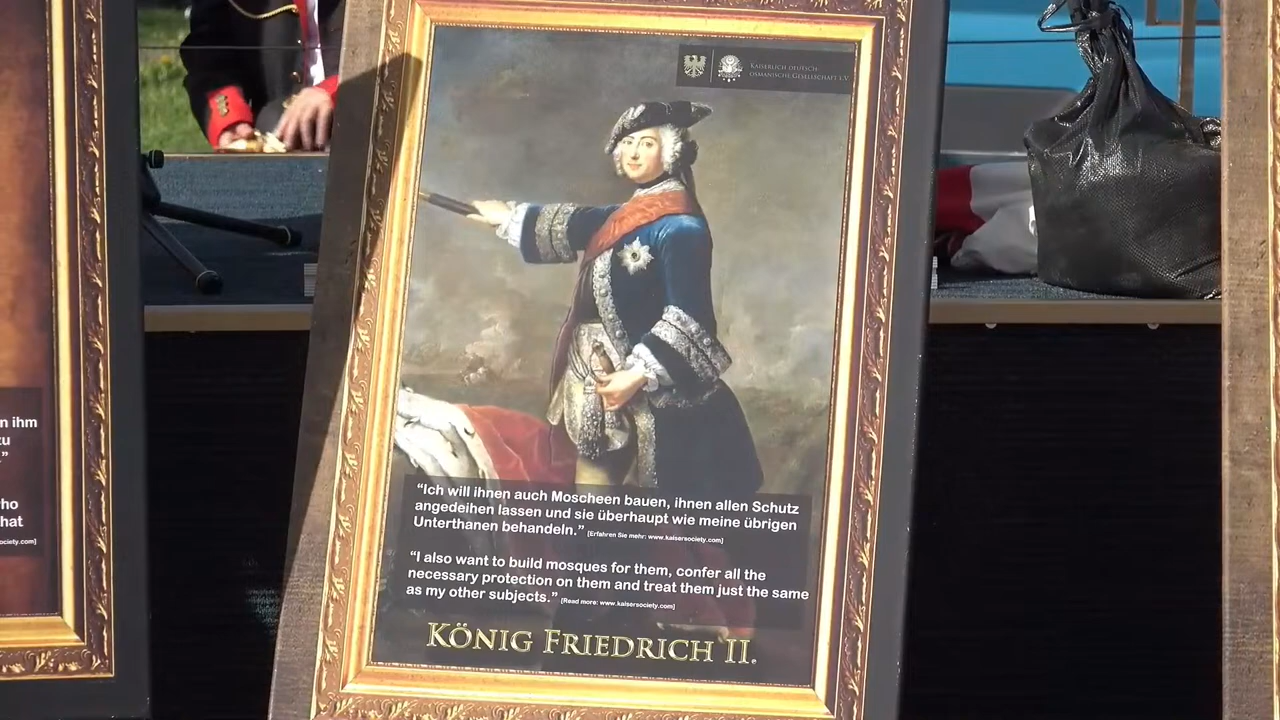 KAISERLICH DEUTSCH
OSMANISCHE GESELLSCHAFT E.V.
n ihm
zu
”
ho
hat
ociety.com]
“Ich will ihnen auch Moscheen bauen, ihnen allen Schutz
angedeihen lassen und sie überhaupt wie meine übrigen
Unterthanen behandeln.” [Erfahren Sie mehr: www.kaisersociety.com]
“I also want to build mosques for them, confer all the
necessary protection on them and treat them just the same
as my other subjects.” [Read more: www.kaisersociety.com]
KÖNIG FRIEDRICH II.